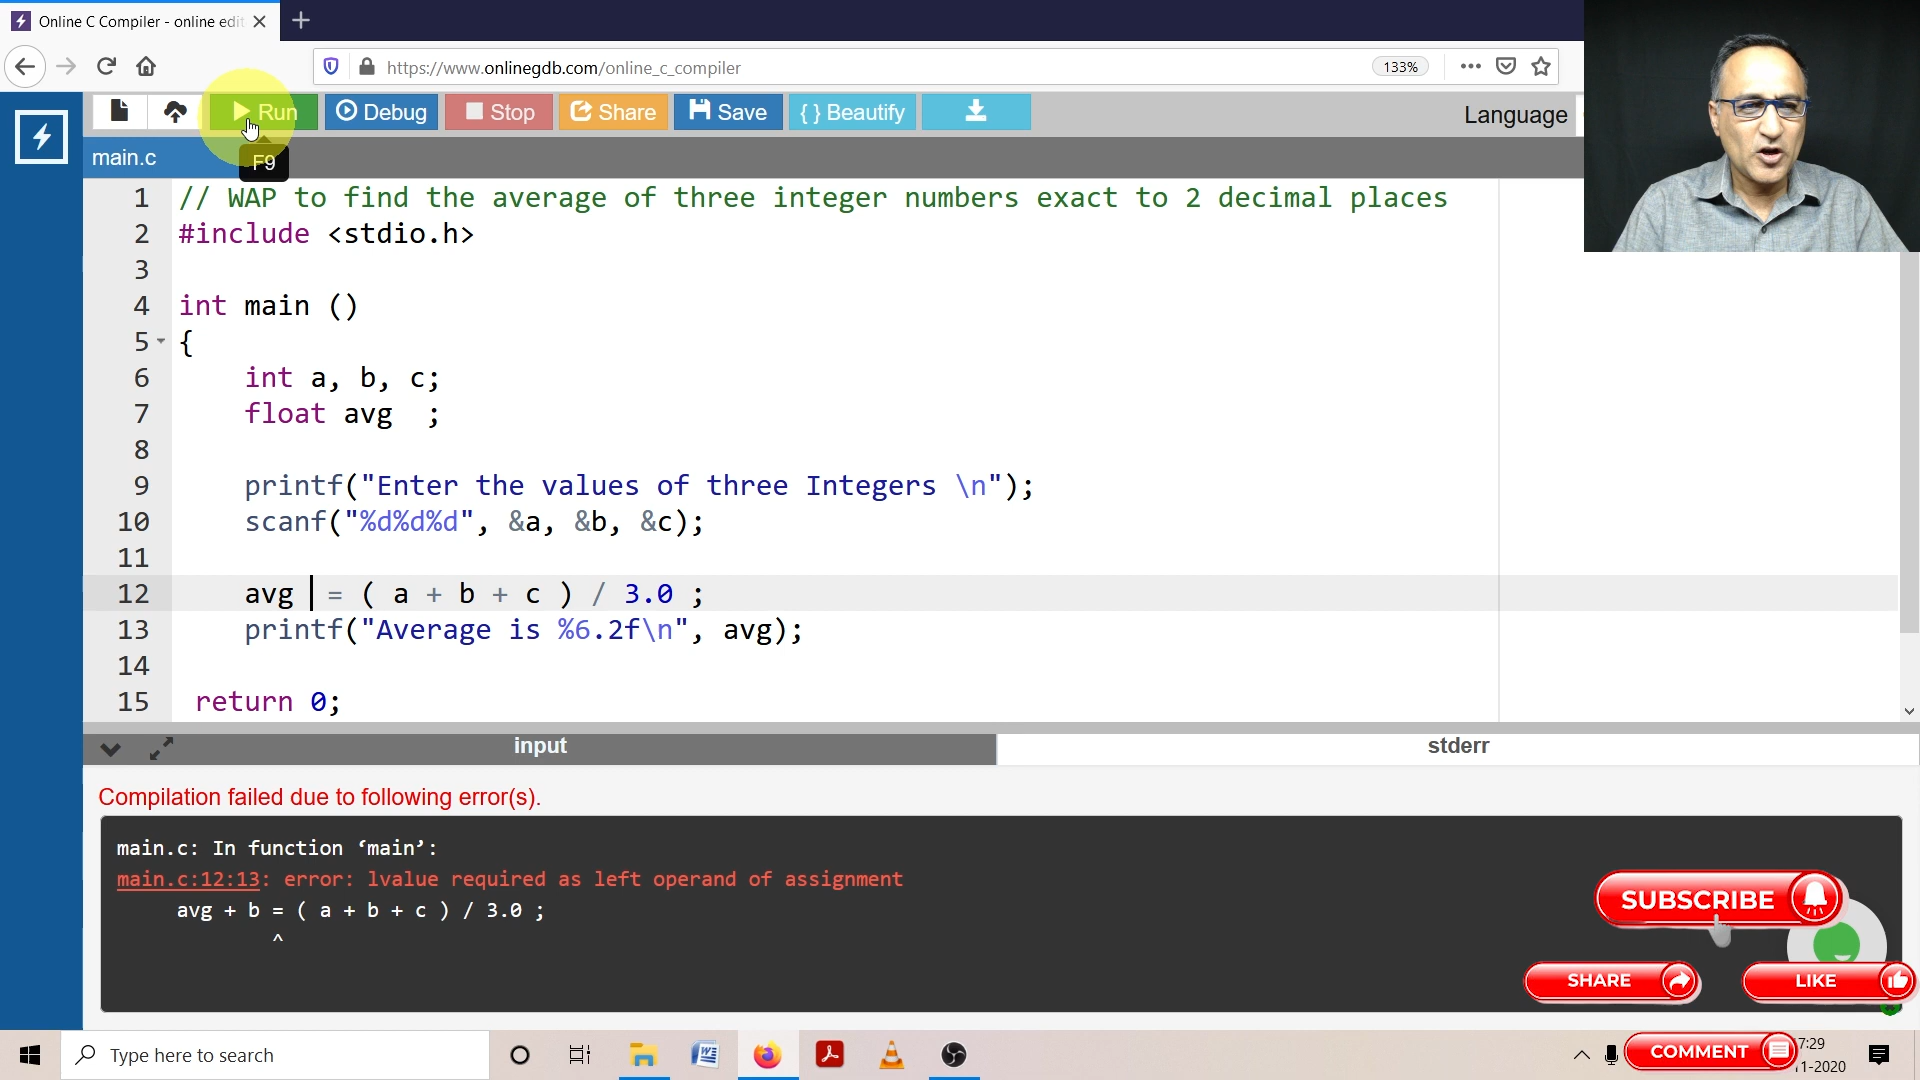 Online C Compiler - online edit
https://www.onlinegdb.com/online_c_compiler
133%
Run
Debug
Stop
Share
Save
{ } Beautify
Language
main.c
F9
1 // WAP to find the average of three integer numbers exact to 2 decimal places
2 #include <stdio.h>
3
4 int main ()
5 {
6 int a, b, c;
7 float avg  ;
8
9 printf("Enter the values of three Integers \n");
10 scanf("%d%d%d", &a, &b, &c);
11
12 avg = ( a + b + c ) / 3.0 ;
13 printf("Average is %6.2f\n", avg);
14
15 return 0;
input
stderr
Compilation failed due to following error(s).
main.c: In function ‘main’:
main.c:12:13: error: lvalue required as left operand of assignment
avg + b = ( a + b + c ) / 3.0 ;
^
SUBSCRIBE
SHARE
LIKE
Type here to search
COMMENT
7:29
11-2020